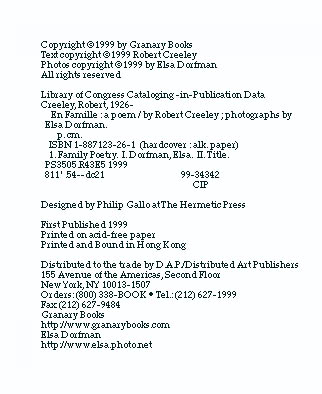 Copyright ©1999 by Granary Books
Text copyright ©1999 Robert Creeley
Photos copyright ©1999 by Elsa Dorfman
All rights reserved
Library of Congress Cataloging-in-Publication Data
Creeley, Robert, 1926-
En Famille : a poem / by Robert Creeley ; photographs by
Elsa Dorfman.
p. cm.
ISBN 1-887123-26-1 (hardcover : alk. paper)
1. Family Poetry. I. Dorfman, Elsa. II. Title.
PS3505.R43E5 1999
811'.54--dc21 99-34342
CIP
Designed by Philip Gallo at The Hermetic Press
First Published 1999
Printed on acid-free paper
Printed and Bound in Hong Kong
Distributed to the trade by D.A.P./Distributed Art Publishers
155 Avenue of the Americas, Second Floor
New York, NY 10013-1507
Orders: (800) 338-BOOK • Tel.: (212) 627-1999
Fax: (212) 627-9484
Granary Books
http://www.granarybooks.com
Elsa Dorfman
http://www.elsa.photo.net